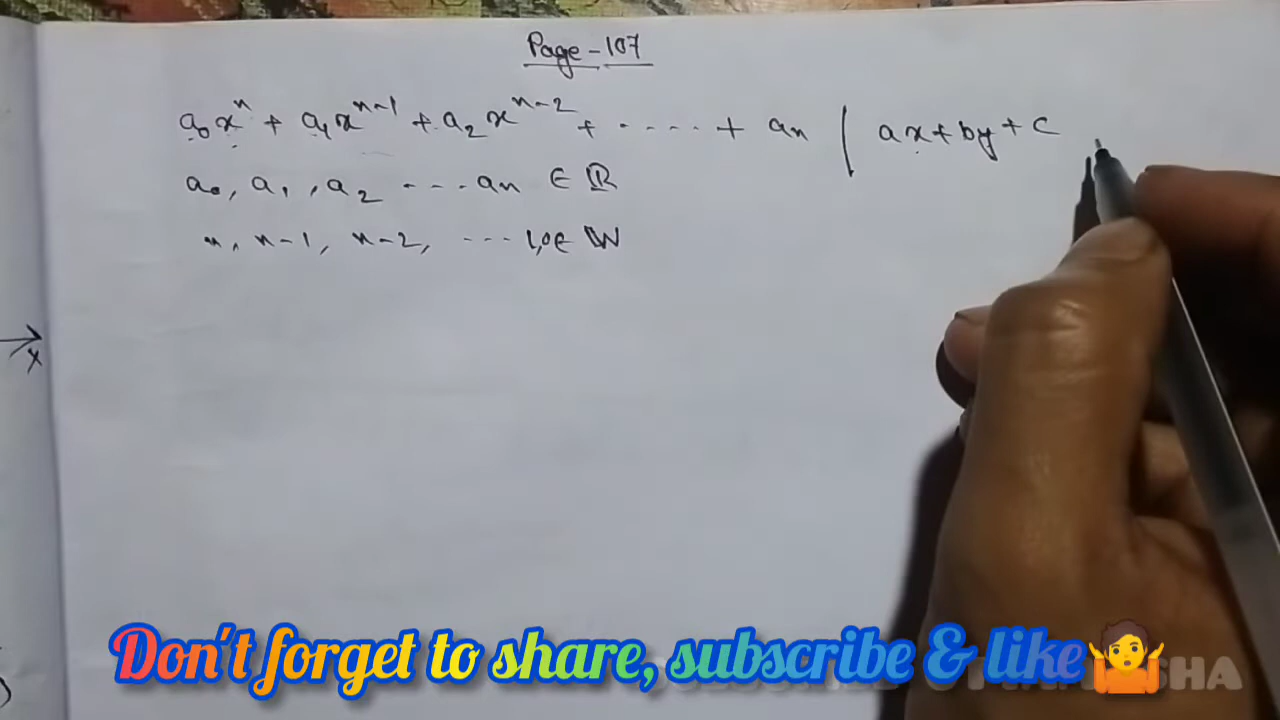 Page-107
a₀xⁿ + a₁xⁿ⁻¹ + a₂xⁿ⁻² + ..... + aₙ | ax+by+c
a₀, a₁, a₂ ..... aₙ ∈ ℝ
n, n-1, n-2, ... 1,0∈ W
x
Don't forget to share, subscribe & like🤷